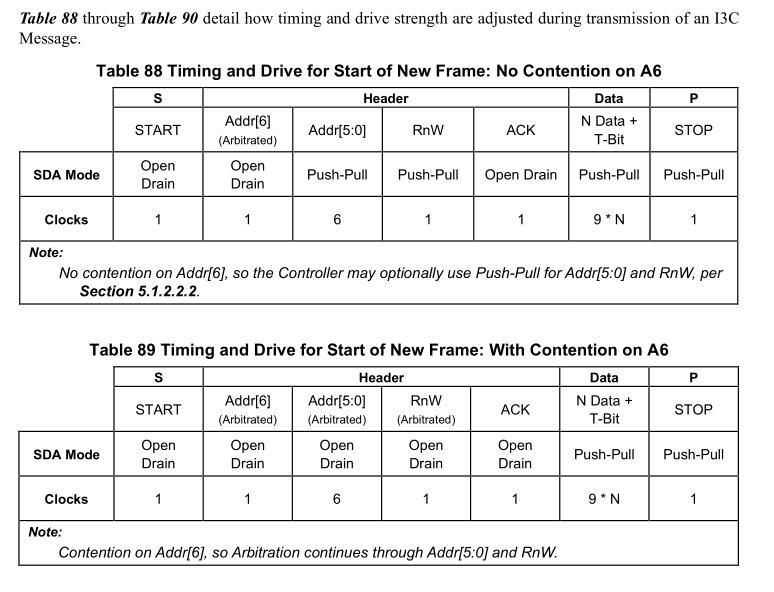 Table 88 through Table 90 detail how timing and drive strength are adjusted during transmission of an I3C
Message.
Table 88 Timing and Drive for Start of New Frame: No Contention on A6
S Header Data P
START Addr[6] (Arbitrated) Addr[5:0] RnW ACK N Data + T-Bit STOP
SDA Mode Open Drain Open Drain Push-Pull Push-Pull Open Drain Push-Pull Push-Pull
Clocks 1 1 6 1 1 9 * N 1
Note:
No contention on Addr[6], so the Controller may optionally use Push-Pull for Addr[5:0] and RnW, per
Section 5.1.2.2.2.
Table 89 Timing and Drive for Start of New Frame: With Contention on A6
S Header Data P
START Addr[6] (Arbitrated) Addr[5:0] (Arbitrated) RnW (Arbitrated) ACK N Data + T-Bit STOP
SDA Mode Open Drain Open Drain Open Drain Open Drain Open Drain Push-Pull Push-Pull
Clocks 1 1 6 1 1 9 * N 1
Note:
Contention on Addr[6], so Arbitration continues through Addr[5:0] and RnW.